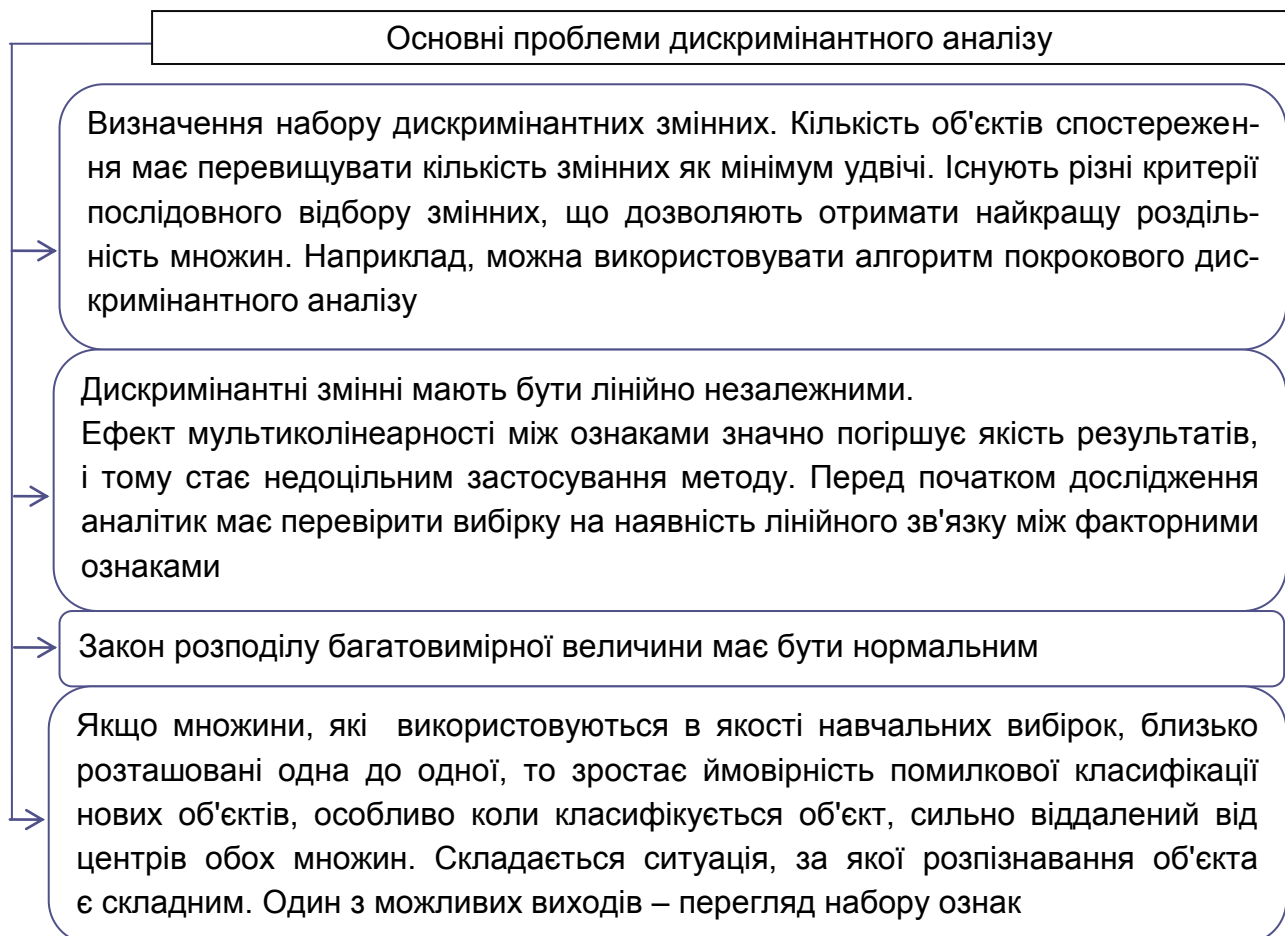 Основні проблеми дискримінантного аналізу
Визначення набору дискримінантних змінних. Кількість об'єктів спостережен-
ня має перевищувати кількість змінних як мінімум удвічі. Існують різні критерії
послідовного відбору змінних, що дозволяють отримати найкращу роздiль-
ність множин. Наприклад, можна використовувати алгоритм покрокового дис-
кримінантного аналізу
Дискримінантні змінні мають бути лінійно незалежними.
Ефект мультиколінеарності між ознаками значно погіршує якість результатів,
і тому стає недоцільним застосування методу. Перед початком дослідження
аналітик має перевірити вибірку на наявність лінійного зв'язку між факторними
ознаками
Закон розподілу багатовимірної величини має бути нормальним
Якщо множини, які використовуються в якості навчальних вибірок, близько
розташовані одна до одної, то зростає ймовірність помилкової класифікації
нових об'єктів, особливо коли класифікується об'єкт, сильно віддалений від
центрів обох множин. Складається ситуація, за якої розпізнавання об'єкта
є складним. Один з можливих виходів – перегляд набору ознак